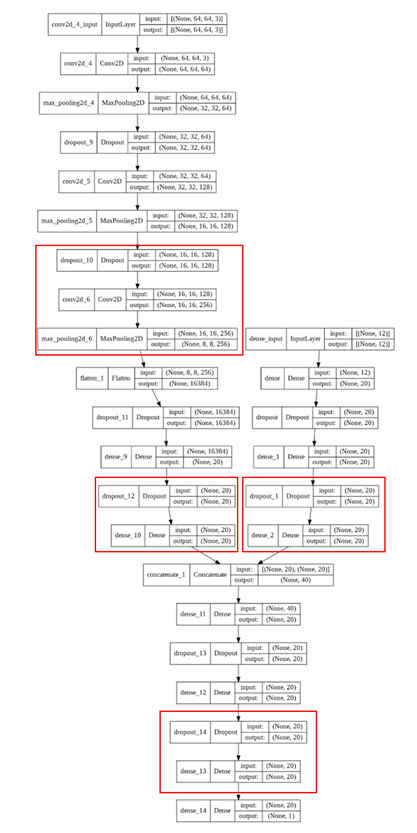 conv2d_4_input InputLayer input: [(None, 64, 64, 3)]
output: [(None, 64, 64, 3)]
conv2d_4 Conv2D input: (None, 64, 64, 3)
output: (None, 64, 64, 64)
max_pooling2d_4 MaxPooling2D input: (None, 64, 64, 64)
output: (None, 32, 32, 64)
dropout_9 Dropout input: (None, 32, 32, 64)
output: (None, 32, 32, 64)
conv2d_5 Conv2D input: (None, 32, 32, 64)
output: (None, 32, 32, 128)
max_pooling2d_5 MaxPooling2D input: (None, 32, 32, 128)
output: (None, 16, 16, 128)
dropout_10 Dropout input: (None, 16, 16, 128)
output: (None, 16, 16, 128)
conv2d_6 Conv2D input: (None, 16, 16, 128)
output: (None, 16, 16, 256)
max_pooling2d_6 MaxPooling2D input: (None, 16, 16, 256)
output: (None, 8, 8, 256)
dense_input InputLayer input: [(None, 12)]
output: [(None, 12)]
flatten_1 Flatten input: (None, 8, 8, 256)
output: (None, 16384)
dense Dense input: (None, 12)
output: (None, 20)
dropout_11 Dropout input: (None, 16384)
output: (None, 16384)
dropout Dropout input: (None, 20)
output: (None, 20)
dense_9 Dense input: (None, 16384)
output: (None, 20)
dense_1 Dense input: (None, 20)
output: (None, 20)
dropout_12 Dropout input: (None, 20)
output: (None, 20)
dropout_1 Dropout input: (None, 20)
output: (None, 20)
dense_10 Dense input: (None, 20)
output: (None, 20)
dense_2 Dense input: (None, 20)
output: (None, 20)
concatenate_1 Concatenate input: [(None, 20), (None, 20)]
output: (None, 40)
dense_11 Dense input: (None, 40)
output: (None, 20)
dropout_13 Dropout input: (None, 20)
output: (None, 20)
dense_12 Dense input: (None, 20)
output: (None, 20)
dropout_14 Dropout input: (None, 20)
output: (None, 20)
dense_13 Dense input: (None, 20)
output: (None, 20)
dense_14 Dense input: (None, 20)
output: (None, 1)